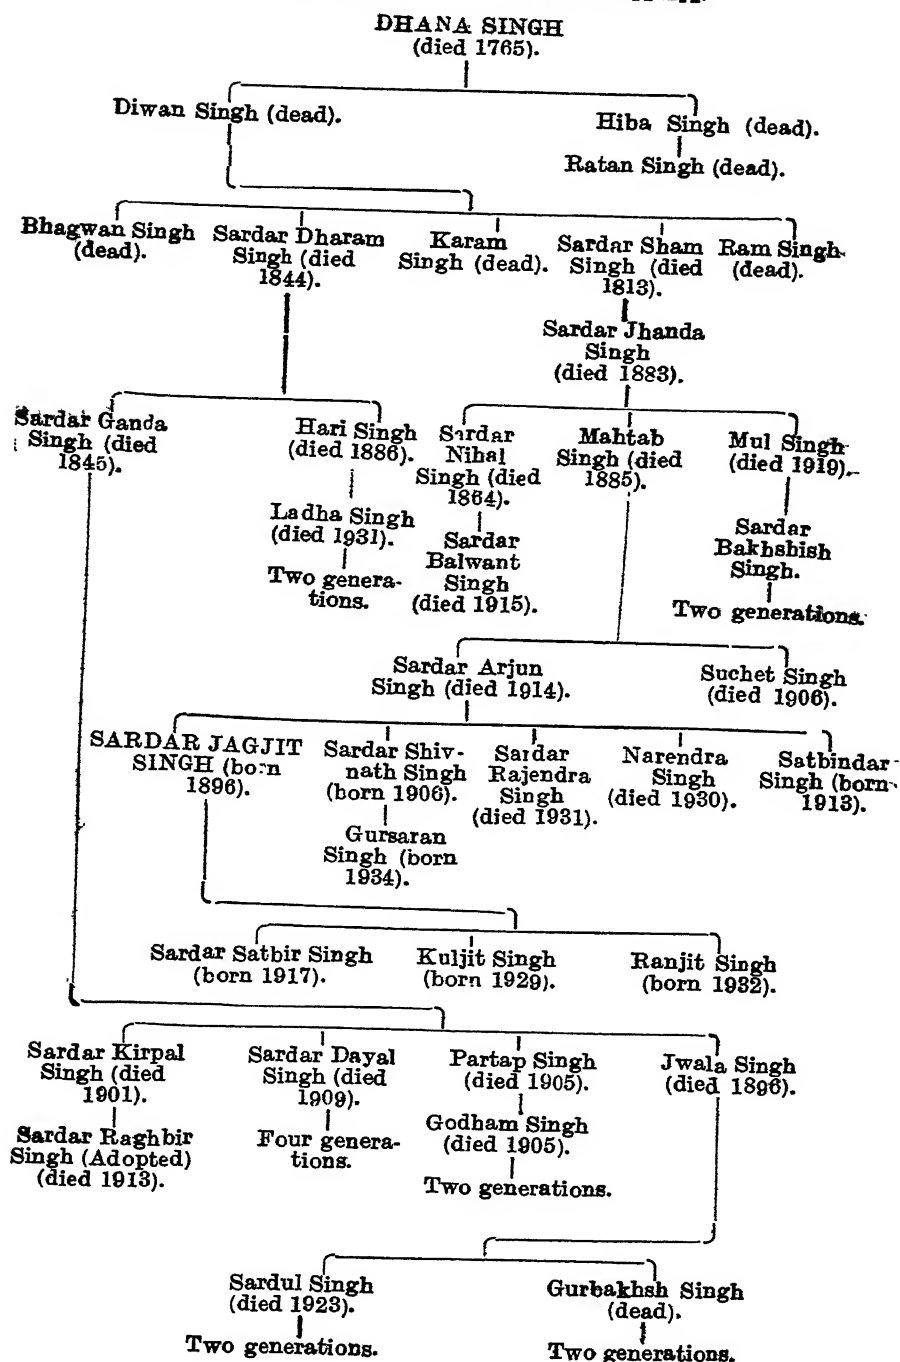 DHANA SINGH
(died 1765).
Diwan Singh (dead).
Hiba Singh (dead).
Ratan Singh (dead).
Bhagwan Singh
(dead).
Sardar Dharam
Singh (died
1844).
Karam
Singh (dead).
Sardar Sham
Singh (died
1813).
Ram Singh
(dead).
Sardar Jhanda
Singh
(died 1883).
Sardar Ganda
Singh (died
1845).
Hari Singh
(died 1886).
Sardar
Nihal
Singh (died
1864).
Mahtab
Singh (died
1885).
Mul Singh
(died 1919).
Ladha Singh
(died 1931).
Two genera-
tions.
Sardar
Balwant
Singh
(died 1915).
Sardar
Bakhshish
Singh.
Two generations.
Sardar Arjun
Singh (died 1914).
Suchet Singh
(died 1906).
SARDAR JAGJIT
SINGH (born
1896).
Sardar Shiv-
nath Singh
(born 1906).
Sardar
Rajendra
Singh
(died 1931).
Narendra
Singh
(died 1930).
Satbindar
Singh (born
1913).
Gursaran
Singh (born
1934).
Sardar Satbir Singh
(born 1917).
Kuljit Singh
(born 1929).
Ranjit Singh
(born 1932).
Sardar Kirpal
Singh (died
1901).
Sardar Dayal
Singh (died
1909).
Partap Singh
(died 1905).
Jwala Singh
(died 1896).
Sardar Raghbir
Singh (Adopted)
(died 1913).
Four genera-
tions.
Godham Singh
(died 1905).
Two generations.
Sardul Singh
(died 1923).
Two generations.
Gurbakhsh Singh
(dead).
Two generations.